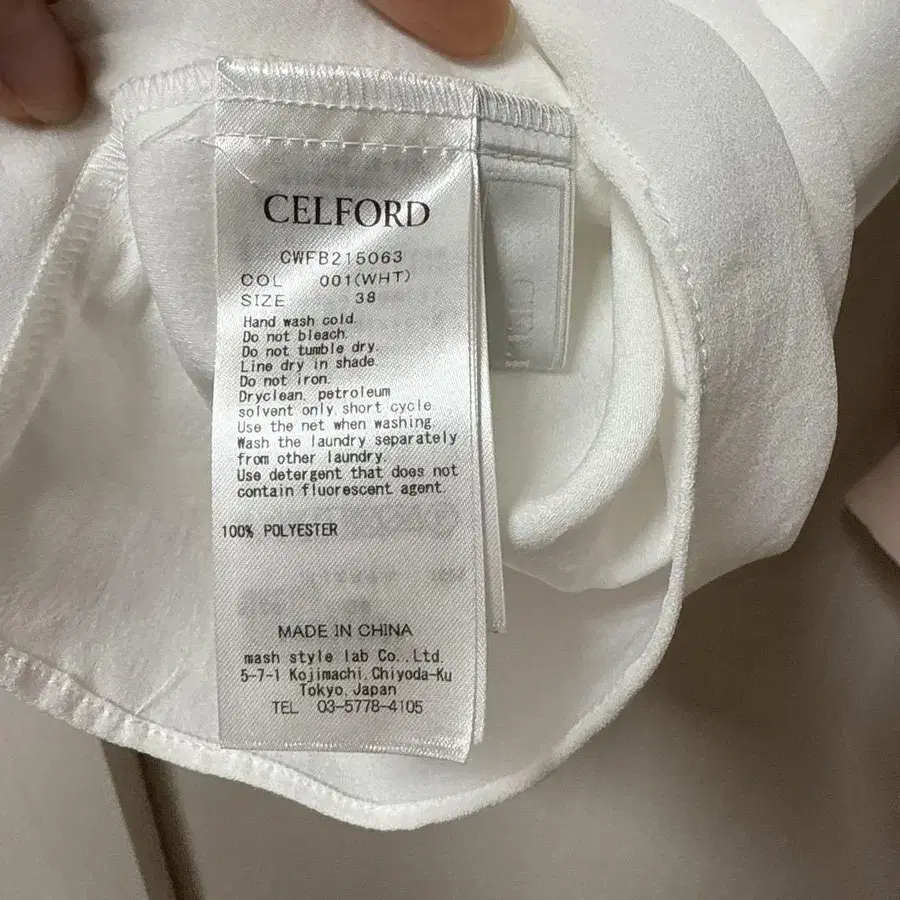 CELFORD
CWFB215063
COL 001(WHT)
SIZE 38
Hand wash cold.
Do not bleach.
Do not tumble dry.
Line dry in shade.
Do not iron.
Dryclean, petroleum
solvent only, short cycle.
Use the net when washing.
Wash the laundry separately
from other laundry.
Use detergent that does not
contain fluorescent agent.
100% POLYESTER
MADE IN CHINA
mash style lab Co.,Ltd.
5-7-1 Kojimachi,Chiyoda-Ku
Tokyo,Japan
TEL 03-5778-4105